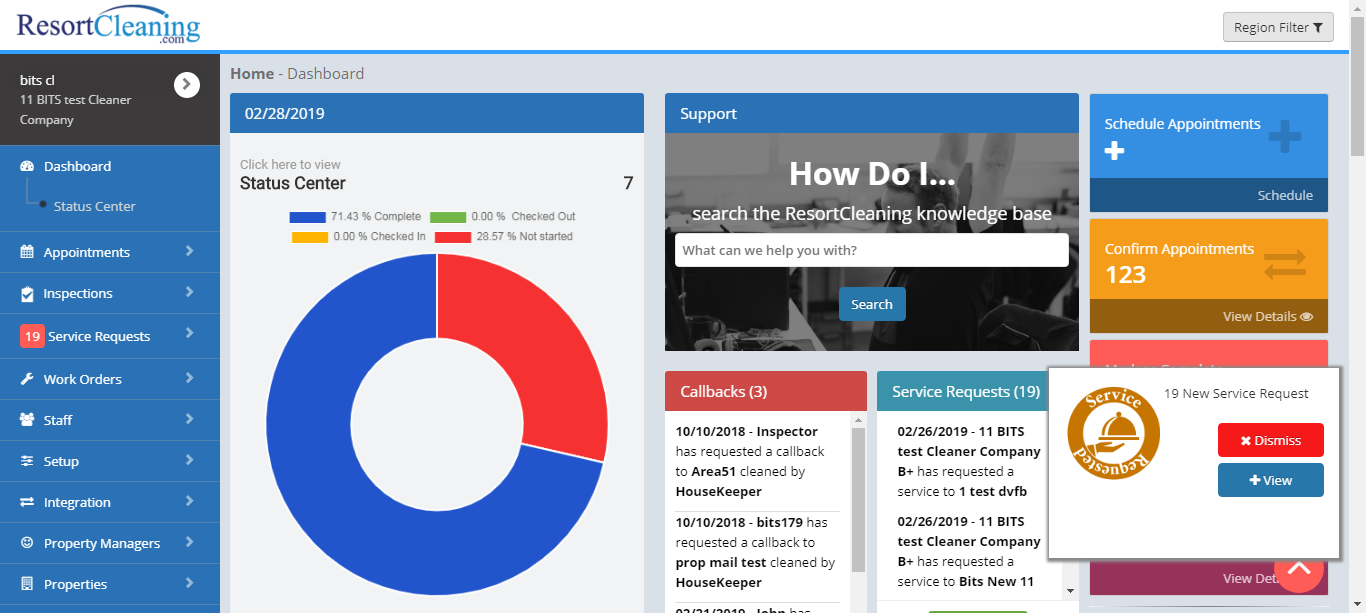 ResortCleaning
.com
Region Filter
bits cl
11 BITS test Cleaner
Company
Dashboard
Status Center
Appointments
Inspections
19 Service Requests
Work Orders
Staff
Setup
Integration
Property Managers
Properties
Home - Dashboard
02/28/2019
Click here to view
Status Center 7
71.43 % Complete 0.00 % Checked Out
0.00 % Checked In 28.57 % Not started
Support
How Do I...
search the ResortCleaning knowledge base
What can we help you with?
Search
Callbacks (3)
10/10/2018 - Inspector
has requested a callback
to Area51 cleaned by
HouseKeeper
10/10/2018 - bits179 has
requested a callback to
prop mail test cleaned by
HouseKeeper
02/21/2019 - John has
Service Requests (19)
02/26/2019 - 11 BITS
test Cleaner Company
B+ has requested a
service to 1 test dvfb
02/26/2019 - 11 BITS
test Cleaner Company
B+ has requested a
service to Bits New 11
Schedule Appointments
Schedule
Confirm Appointments
123
View Details
Service
Requested
19 New Service Request
Dismiss
View
View